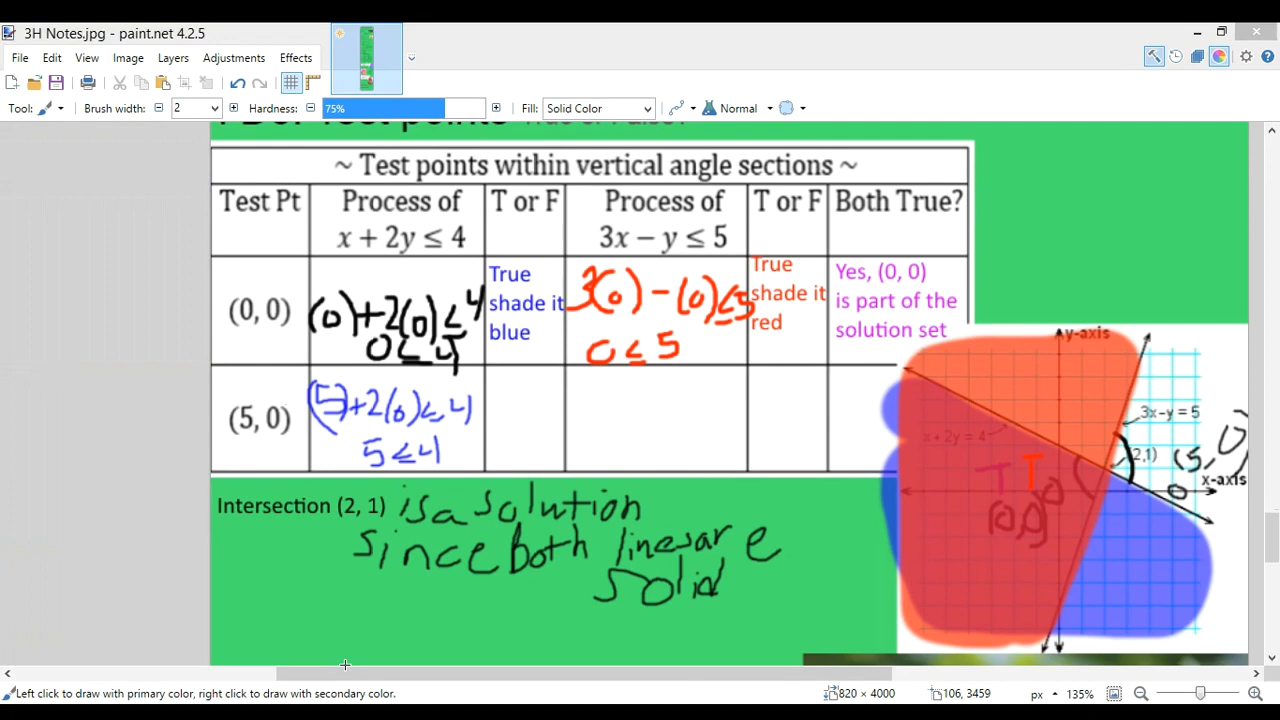 3H Notes.jpg - paint.net 4.2.5
File Edit View Image Layers Adjustments Effects
Tool: Brush width: 2 Hardness: 75% Fill: Solid Color Normal
~ Test points within vertical angle sections ~
Test Pt Process of x + 2y ≤ 4 T or F Process of 3x − y ≤ 5 T or F Both True?
(0, 0)
(0)+2(0)≤4
0≤4
True
shade it
blue
3(0) - (0)≤5
0 ≤ 5
True
shade it
red
Yes, (0, 0)
is part of the
solution set
(5, 0)
(5)+2(0)≤4
5≤4
Intersection (2, 1) is a solution
since both lines are
solid
y-axis
3x-y = 5
x + 2y = 4
2,1)
(5,0)
x-axis
T T
(0,0)
Left click to draw with primary color, right click to draw with secondary color.
820 × 4000
106, 3459
px
135%